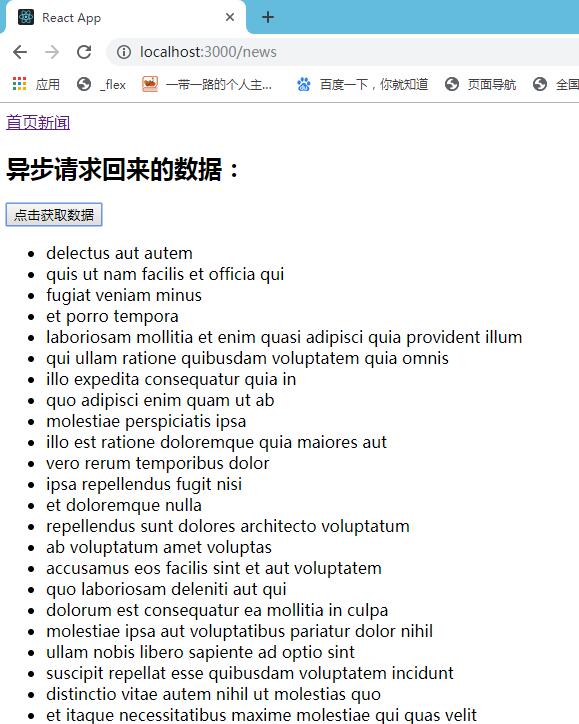 React App
localhost:3000/news
应用 _flex 一带一路的个人主... 百度一下，你就知道 页面导航 全国
首页新闻
异步请求回来的数据：
点击获取数据
delectus aut autem
quis ut nam facilis et officia qui
fugiat veniam minus
et porro tempora
laboriosam mollitia et enim quasi adipisci quia provident illum
qui ullam ratione quibusdam voluptatem quia omnis
illo expedita consequatur quia in
quo adipisci enim quam ut ab
molestiae perspiciatis ipsa
illo est ratione doloremque quia maiores aut
vero rerum temporibus dolor
ipsa repellendus fugit nisi
et doloremque nulla
repellendus sunt dolores architecto voluptatum
ab voluptatum amet voluptas
accusamus eos facilis sint et aut voluptatem
quo laboriosam deleniti aut qui
dolorum est consequatur ea mollitia in culpa
molestiae ipsa aut voluptatibus pariatur dolor nihil
ullam nobis libero sapiente ad optio sint
suscipit repellat esse quibusdam voluptatem incidunt
distinctio vitae autem nihil ut molestias quo
et itaque necessitatibus maxime molestiae qui quas velit